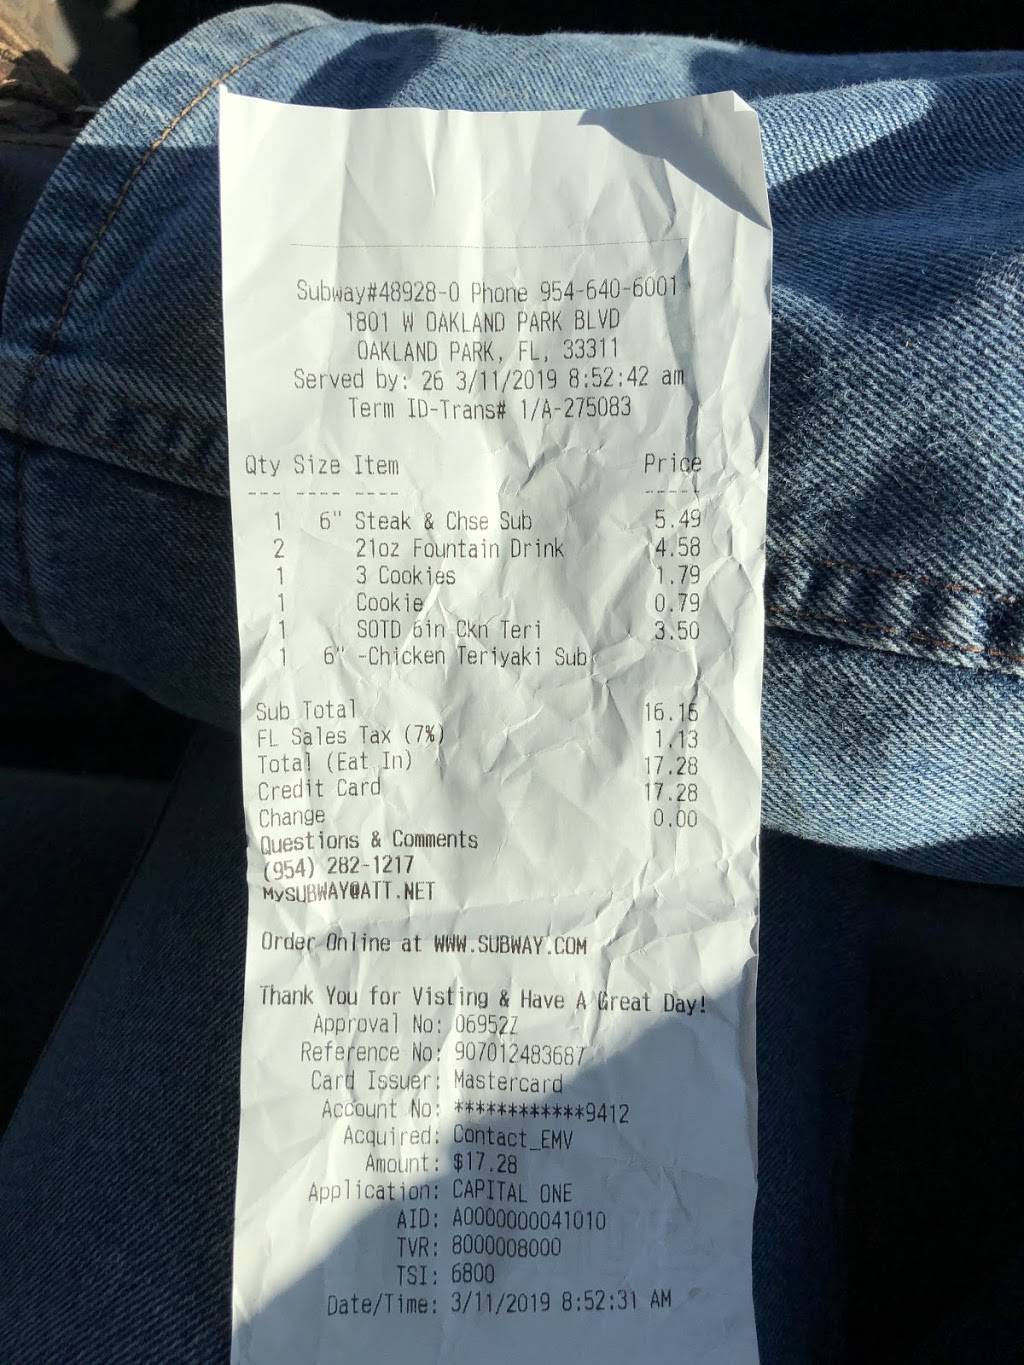 Subway#48928-0 Phone 954-640-6001
1801 W OAKLAND PARK BLVD
OAKLAND PARK, FL, 33311
Served by: 26 3/11/2019 8:52:42 am
Term ID-Trans# 1/A-275083
Qty Size Item Price
--- ---- ---- -----
1 6" Steak & Chse Sub 5.49
2 21oz Fountain Drink 4.58
1 3 Cookies 1.79
1 Cookie 0.79
1 SOTD 6in Ckn Teri 3.50
1 6" -Chicken Teriyaki Sub
Sub Total 16.15
FL Sales Tax (7%) 1.13
Total (Eat In) 17.28
Credit Card 17.28
Change 0.00
Questions & Comments
(954) 282-1217
MySUBWAY@ATT.NET
Order Online at WWW.SUBWAY.COM
Thank You for Visting & Have A Great Day!
Approval No: 06952Z
Reference No: 907012483687
Card Issuer: Mastercard
Account No: ************9412
Acquired: Contact_EMV
Amount: $17.28
Application: CAPITAL ONE
AID: A0000000041010
TVR: 8000008000
TSI: 6800
Date/Time: 3/11/2019 8:52:31 AM